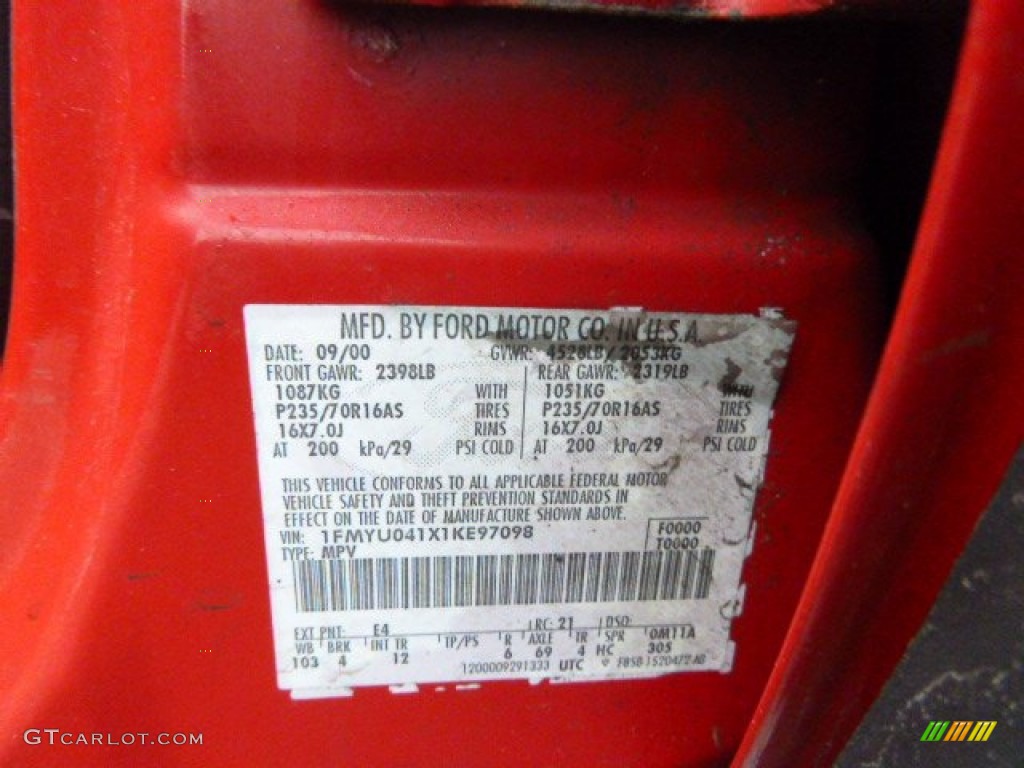 MFD. BY FORD MOTOR CO. IN U.S.A.
DATE: 09/00 GVWR: 4528LB/ 2053KG
FRONT GAWR: 2398LB REAR GAWR: 2319LB
1087KG WITH 1051KG WITH
P235/70R16AS TIRES P235/70R16AS TIRES
16X7.0J RIMS 16X7.0J RIMS
AT 200 kPa/29 PSI COLD AT 200 kPa/29 PSI COLD
THIS VEHICLE CONFORMS TO ALL APPLICABLE FEDERAL MOTOR
VEHICLE SAFETY AND THEFT PREVENTION STANDARDS IN
EFFECT ON THE DATE OF MANUFACTURE SHOWN ABOVE.
VIN: 1FMYU041X1KE97098 F0000
TYPE: MPV T0000
EXT PNT: E4 RC: 21 DSO:
WB BRK INT TR TP/PS R AXLE TR SPR 0M11A
103 4 12 6 69 4 HC 305
1200009291333 UTC
GTCARLOT.COM